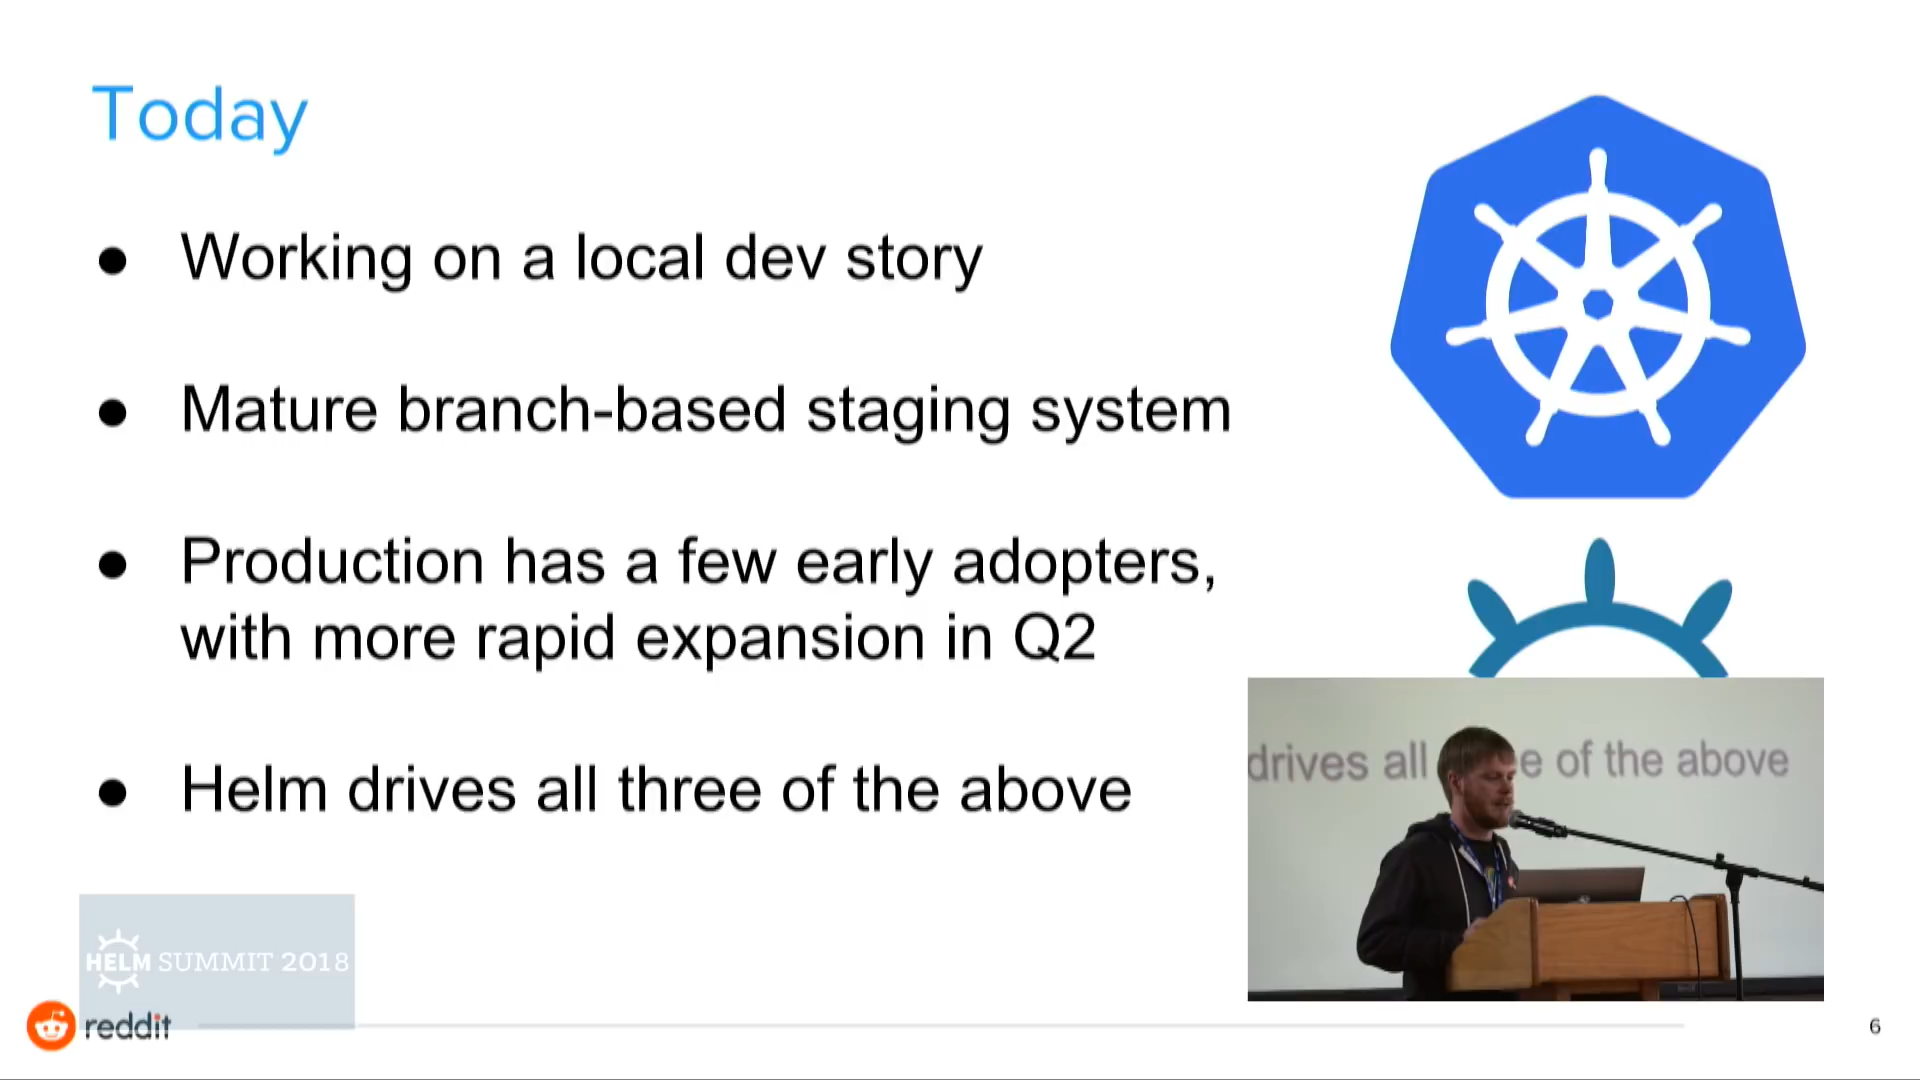 Today
● Working on a local dev story
● Mature branch-based staging system
● Production has a few early adopters,
with more rapid expansion in Q2
● Helm drives all three of the above
drives all e of the above
HELM SUMMIT 2018
reddit
6